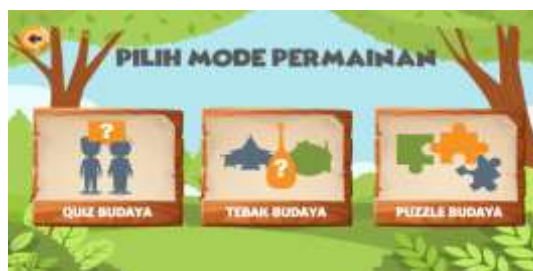 PILIH MODE PERMAINAN
?
?
QUIZ BUDAYA
TEBAK BUDAYA
PUZZLE BUDAYA